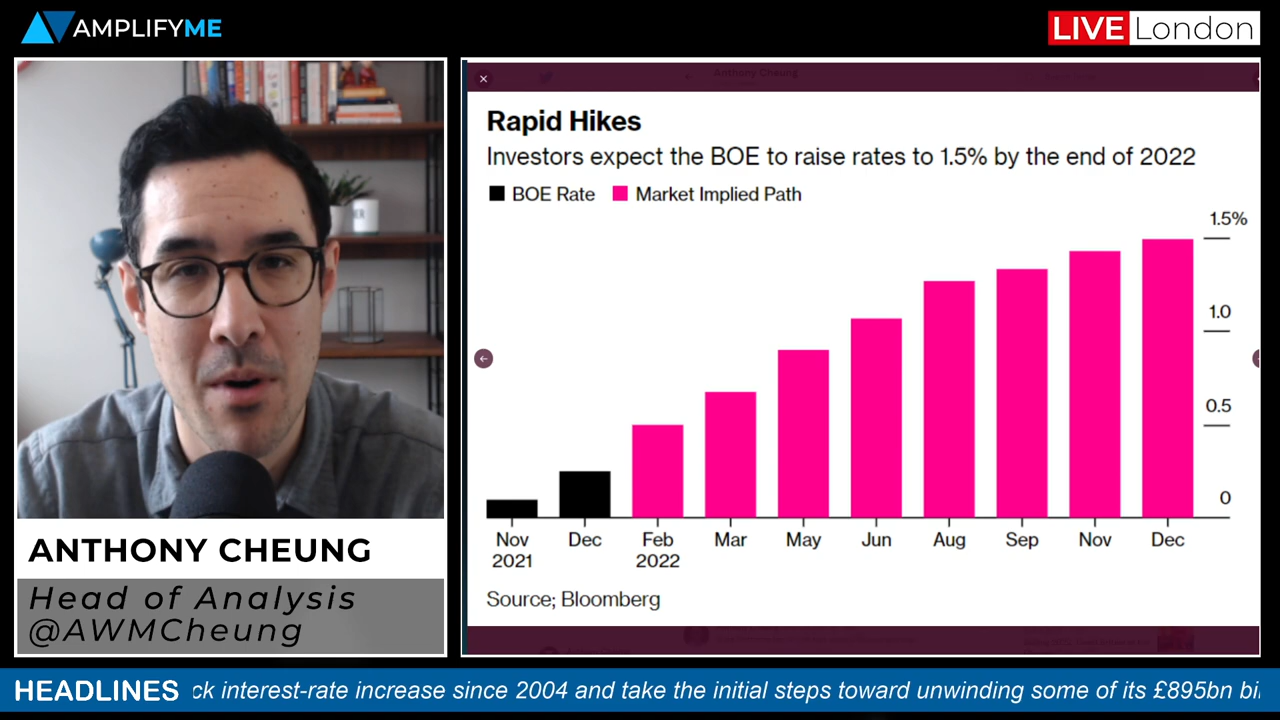 AMPLIFYME
LIVE London
Anthony Cheung
Rapid Hikes
Investors expect the BOE to raise rates to 1.5% by the end of 2022
BOE Rate Market Implied Path
1.5%
1.0
0.5
0
Nov Dec Feb Mar May Jun Aug Sep Nov Dec
2021 2022
Source; Bloomberg
ANTHONY CHEUNG
Head of Analysis
@AWMCheung
HEADLINES ck interest-rate increase since 2004 and take the initial steps toward unwinding some of its £895bn